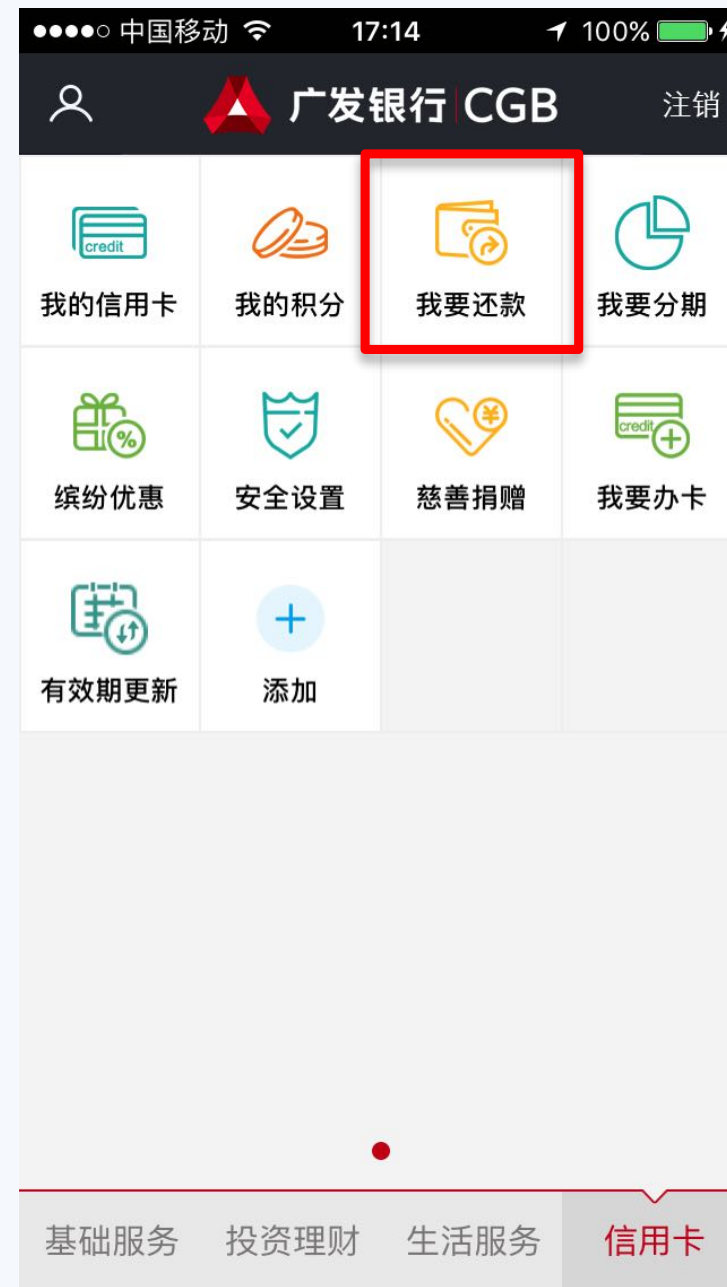 中国移动 17:14 100%
广发银行 CGB 注销
credit
我的信用卡 我的积分 我要还款 我要分期
% ¥ credit
缤纷优惠 安全设置 慈善捐赠 我要办卡
有效期更新 添加
基础服务 投资理财 生活服务 信用卡